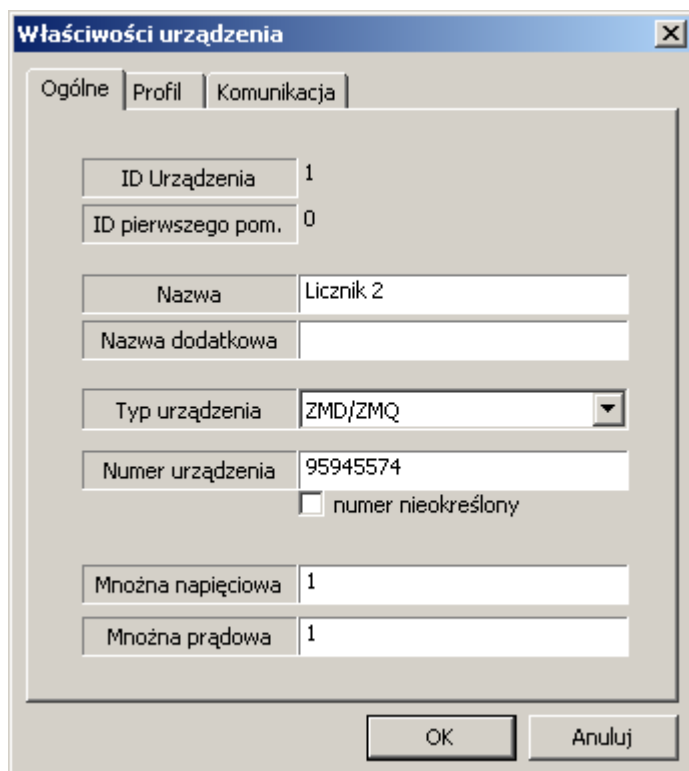 Właściwości urządzenia
Ogólne Profil Komunikacja
ID Urządzenia 1
ID pierwszego pom. 0
Nazwa Licznik 2
Nazwa dodatkowa
Typ urządzenia ZMD/ZMQ
Numer urządzenia 95945574
numer nieokreślony
Mnożna napięciowa 1
Mnożna prądowa 1
OK Anuluj